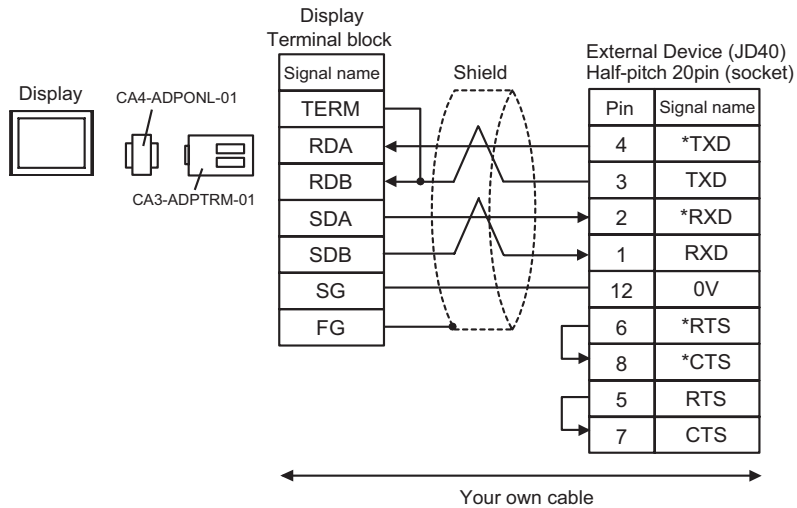 Display
Terminal block
External Device (JD40)
Half-pitch 20pin (socket)
Display
CA4-ADPONL-01
CA3-ADPTRM-01
Shield
Signal name
TERM
RDA
RDB
SDA
SDB
SG
FG
Pin Signal name
4 *TXD
3 TXD
2 *RXD
1 RXD
12 0V
6 *RTS
8 *CTS
5 RTS
7 CTS
Your own cable